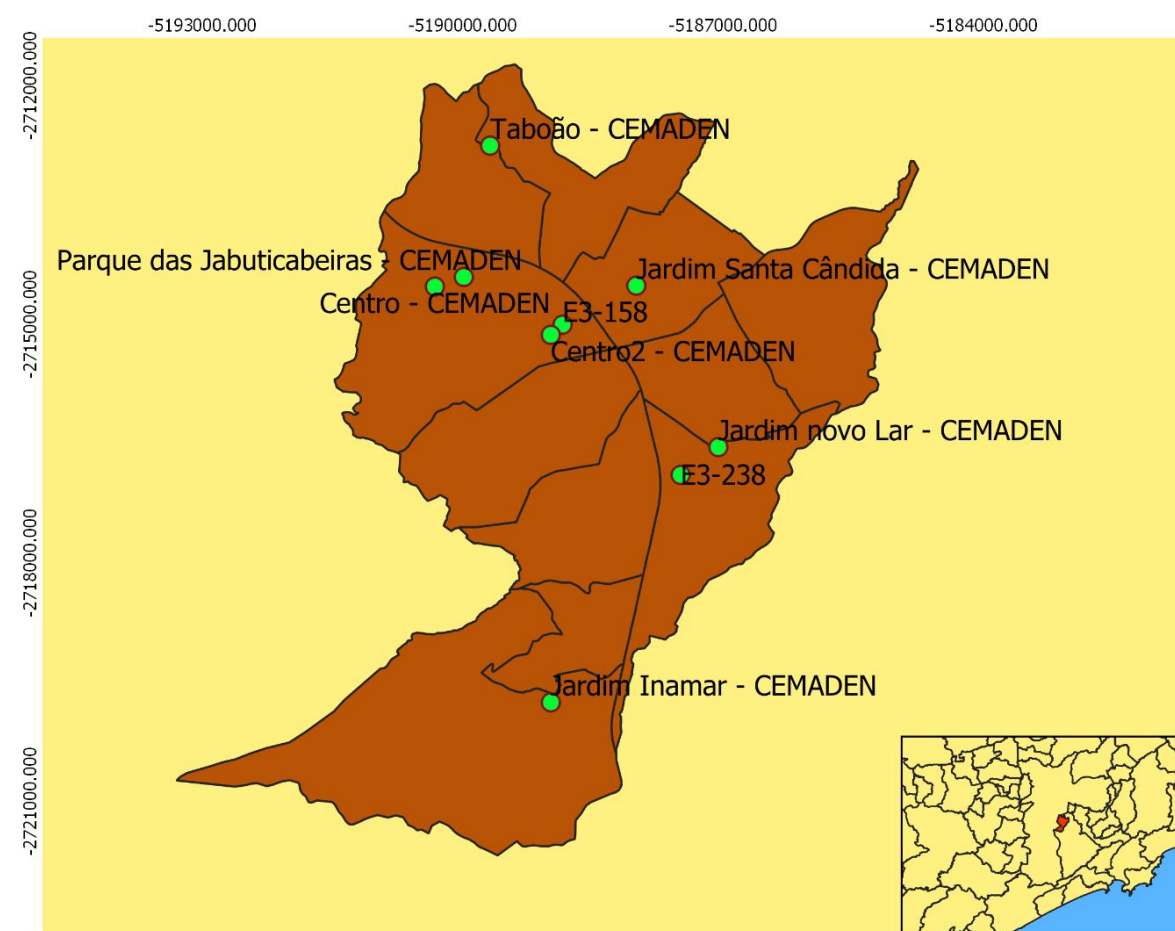 -5193000.000
-5190000.000
-5187000.000
-5184000.000
-2712000.000
Taboão - CEMADEN
Parque das Jabuticabeiras - CEMADEN
Jardim Santa Cândida - CEMADEN
Centro - CEMADEN
E3-158
-2715000.000
Centro2 - CEMADEN
Jardim novo Lar - CEMADEN
E3-238
-2718000.000
Jardim Inamar - CEMADEN
-2721000.000